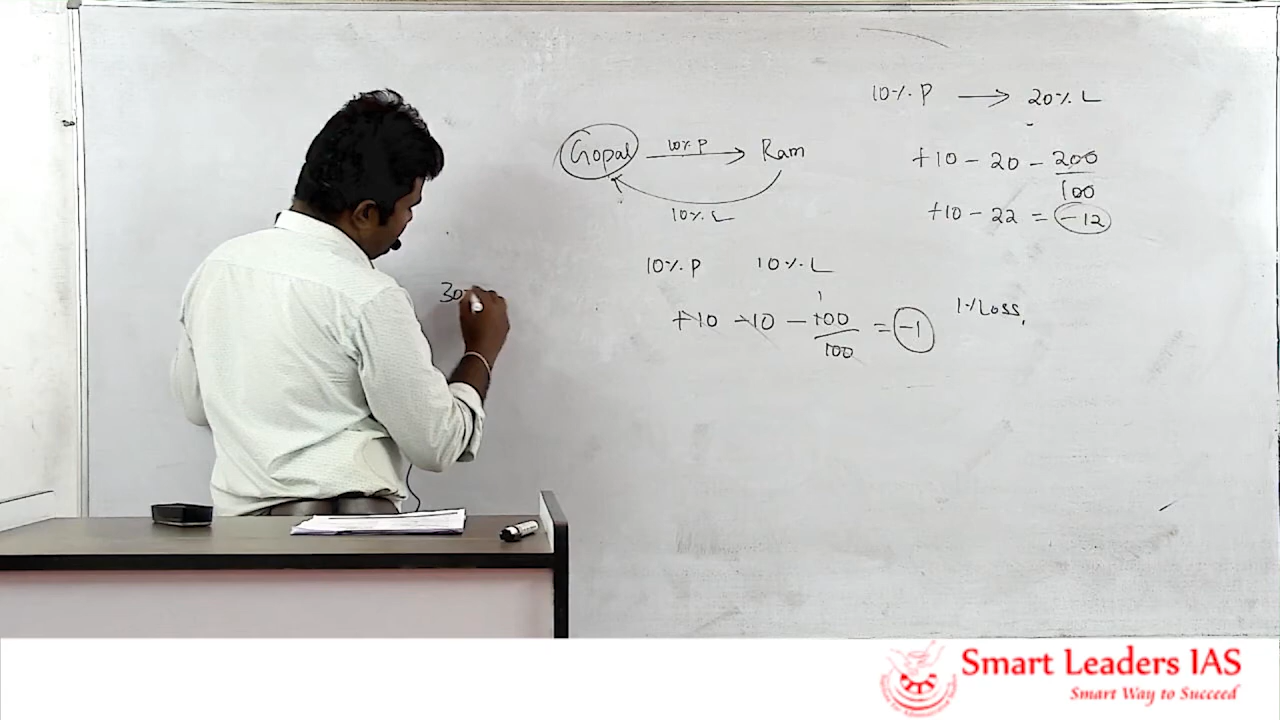 10% P → 20% L
Gopal 10% P → Ram
10% L
+10 - 20 - 200/100
+10 - 22 = -12
10% P 10% L
30
+10 -10 - 100/100 = -1 1% Loss,
1
Smart Leaders IAS
Smart Way to Succeed